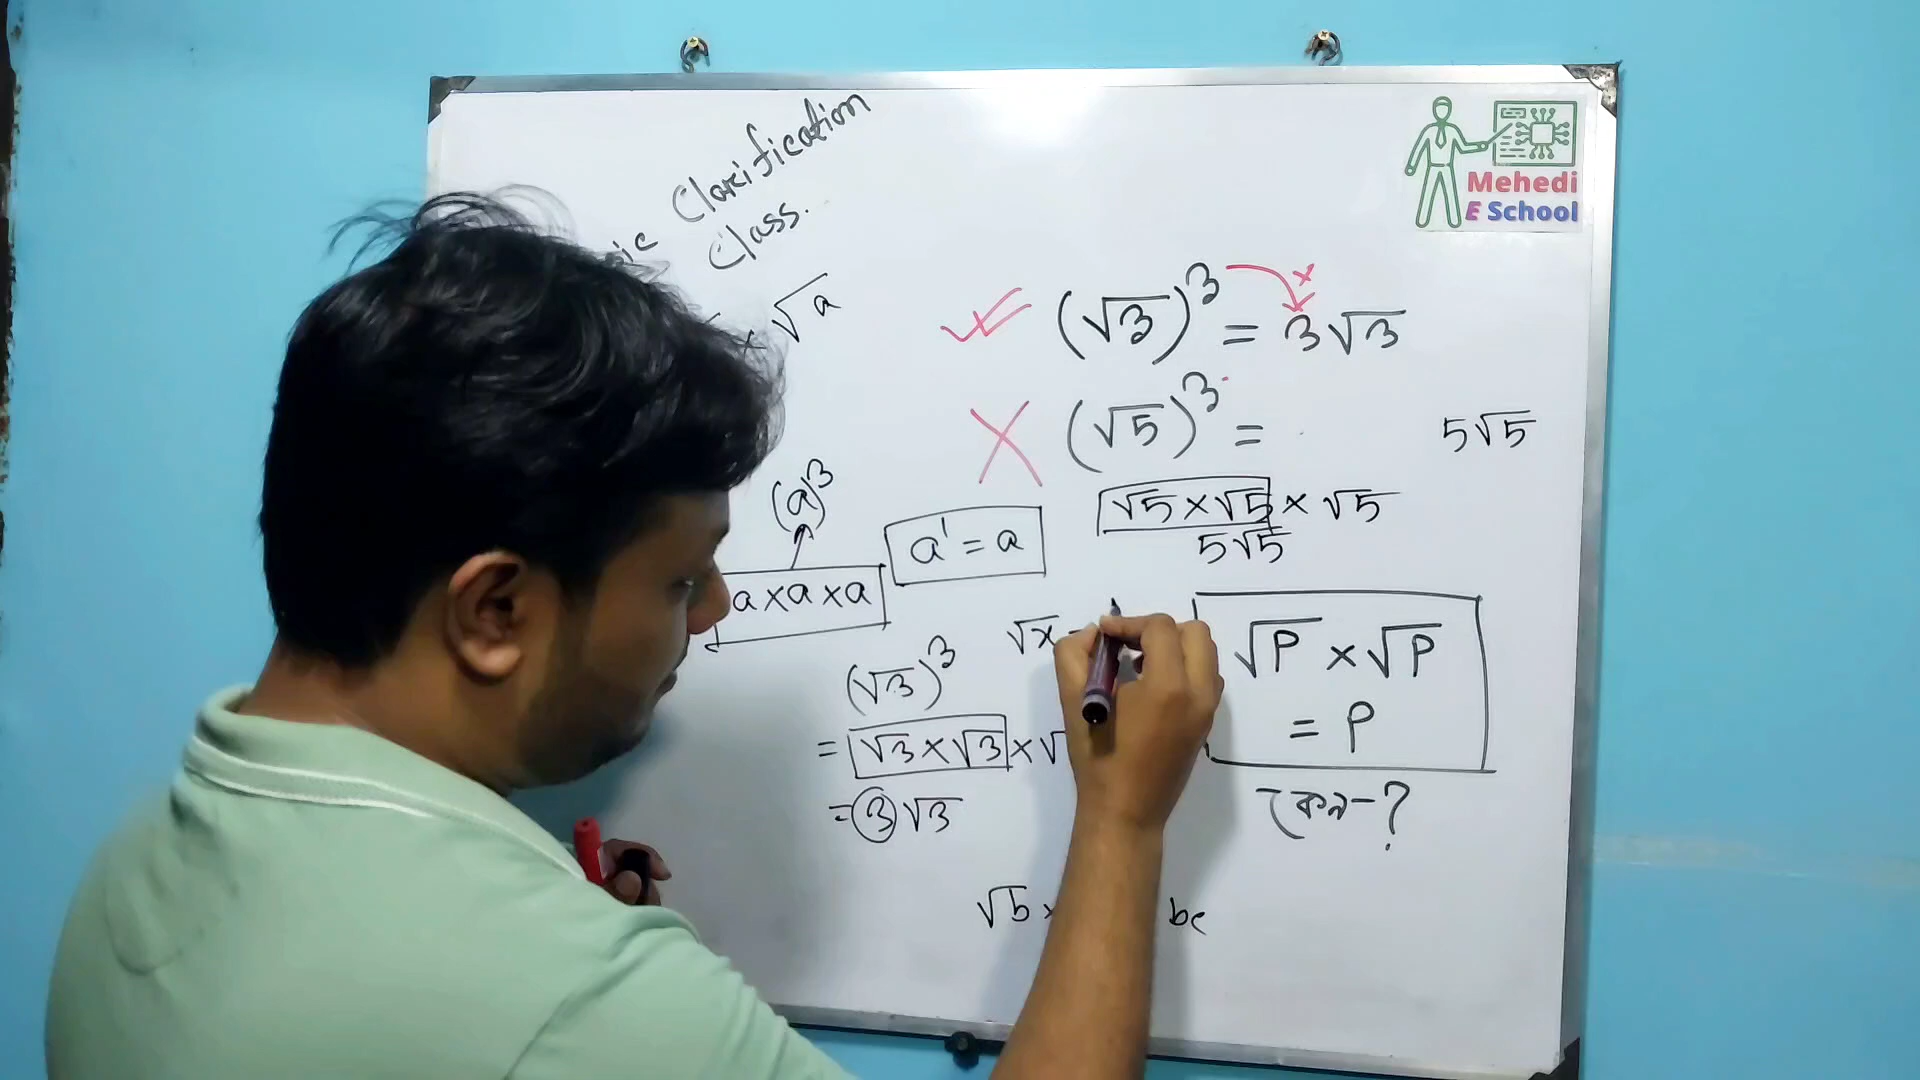 Clarification
Class.
× √a
Mehedi
E School
(√3)³ = 3√3
×
(√5)³ =
5√5
√5 × √5 × √5
5√5
(a)³
a¹ = a
a × a × a
√x
(√3)³
= √3 × √3 × √
= 3√3
√P × √P
= P
কেন-?
√5 ×
bc